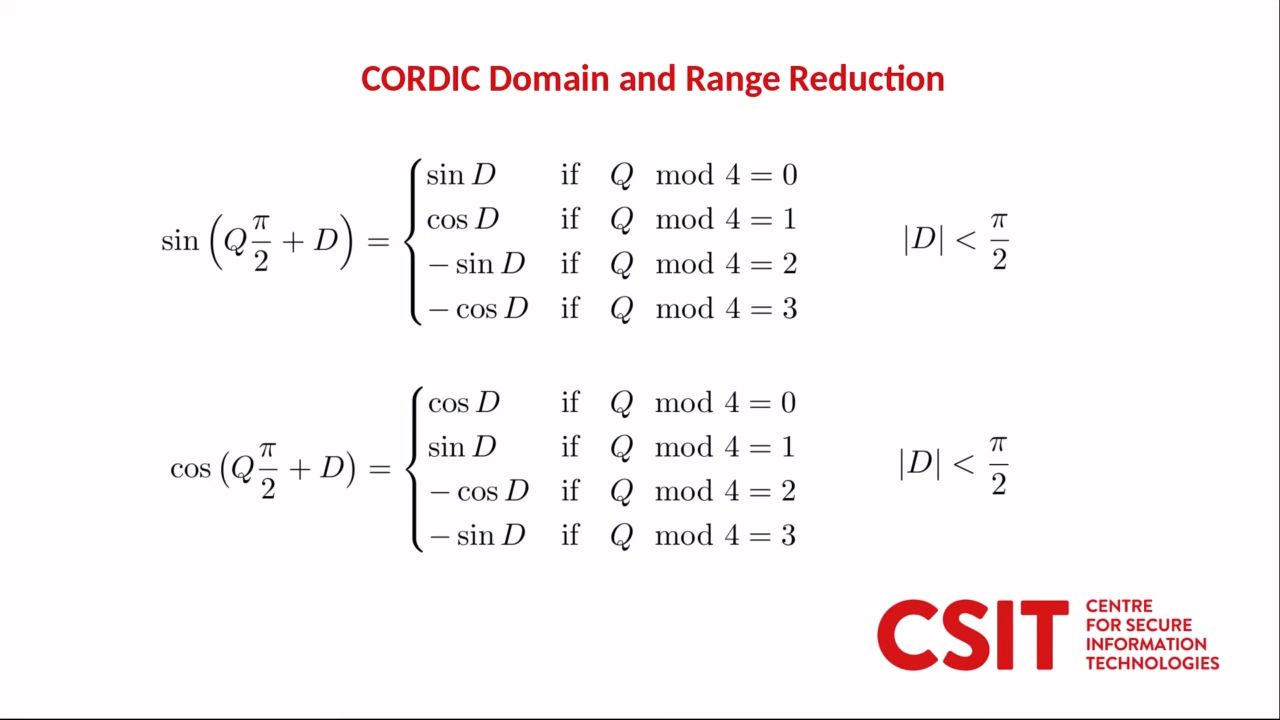 CORDIC Domain and Range Reduction
sin (Q π/2 + D) = { sin D if Q mod 4 = 0
cos D if Q mod 4 = 1
− sin D if Q mod 4 = 2
− cos D if Q mod 4 = 3
|D| < π/2
cos (Q π/2 + D) = { cos D if Q mod 4 = 0
sin D if Q mod 4 = 1
− cos D if Q mod 4 = 2
− sin D if Q mod 4 = 3
|D| < π/2
CSIT
CENTRE
FOR SECURE
INFORMATION
TECHNOLOGIES